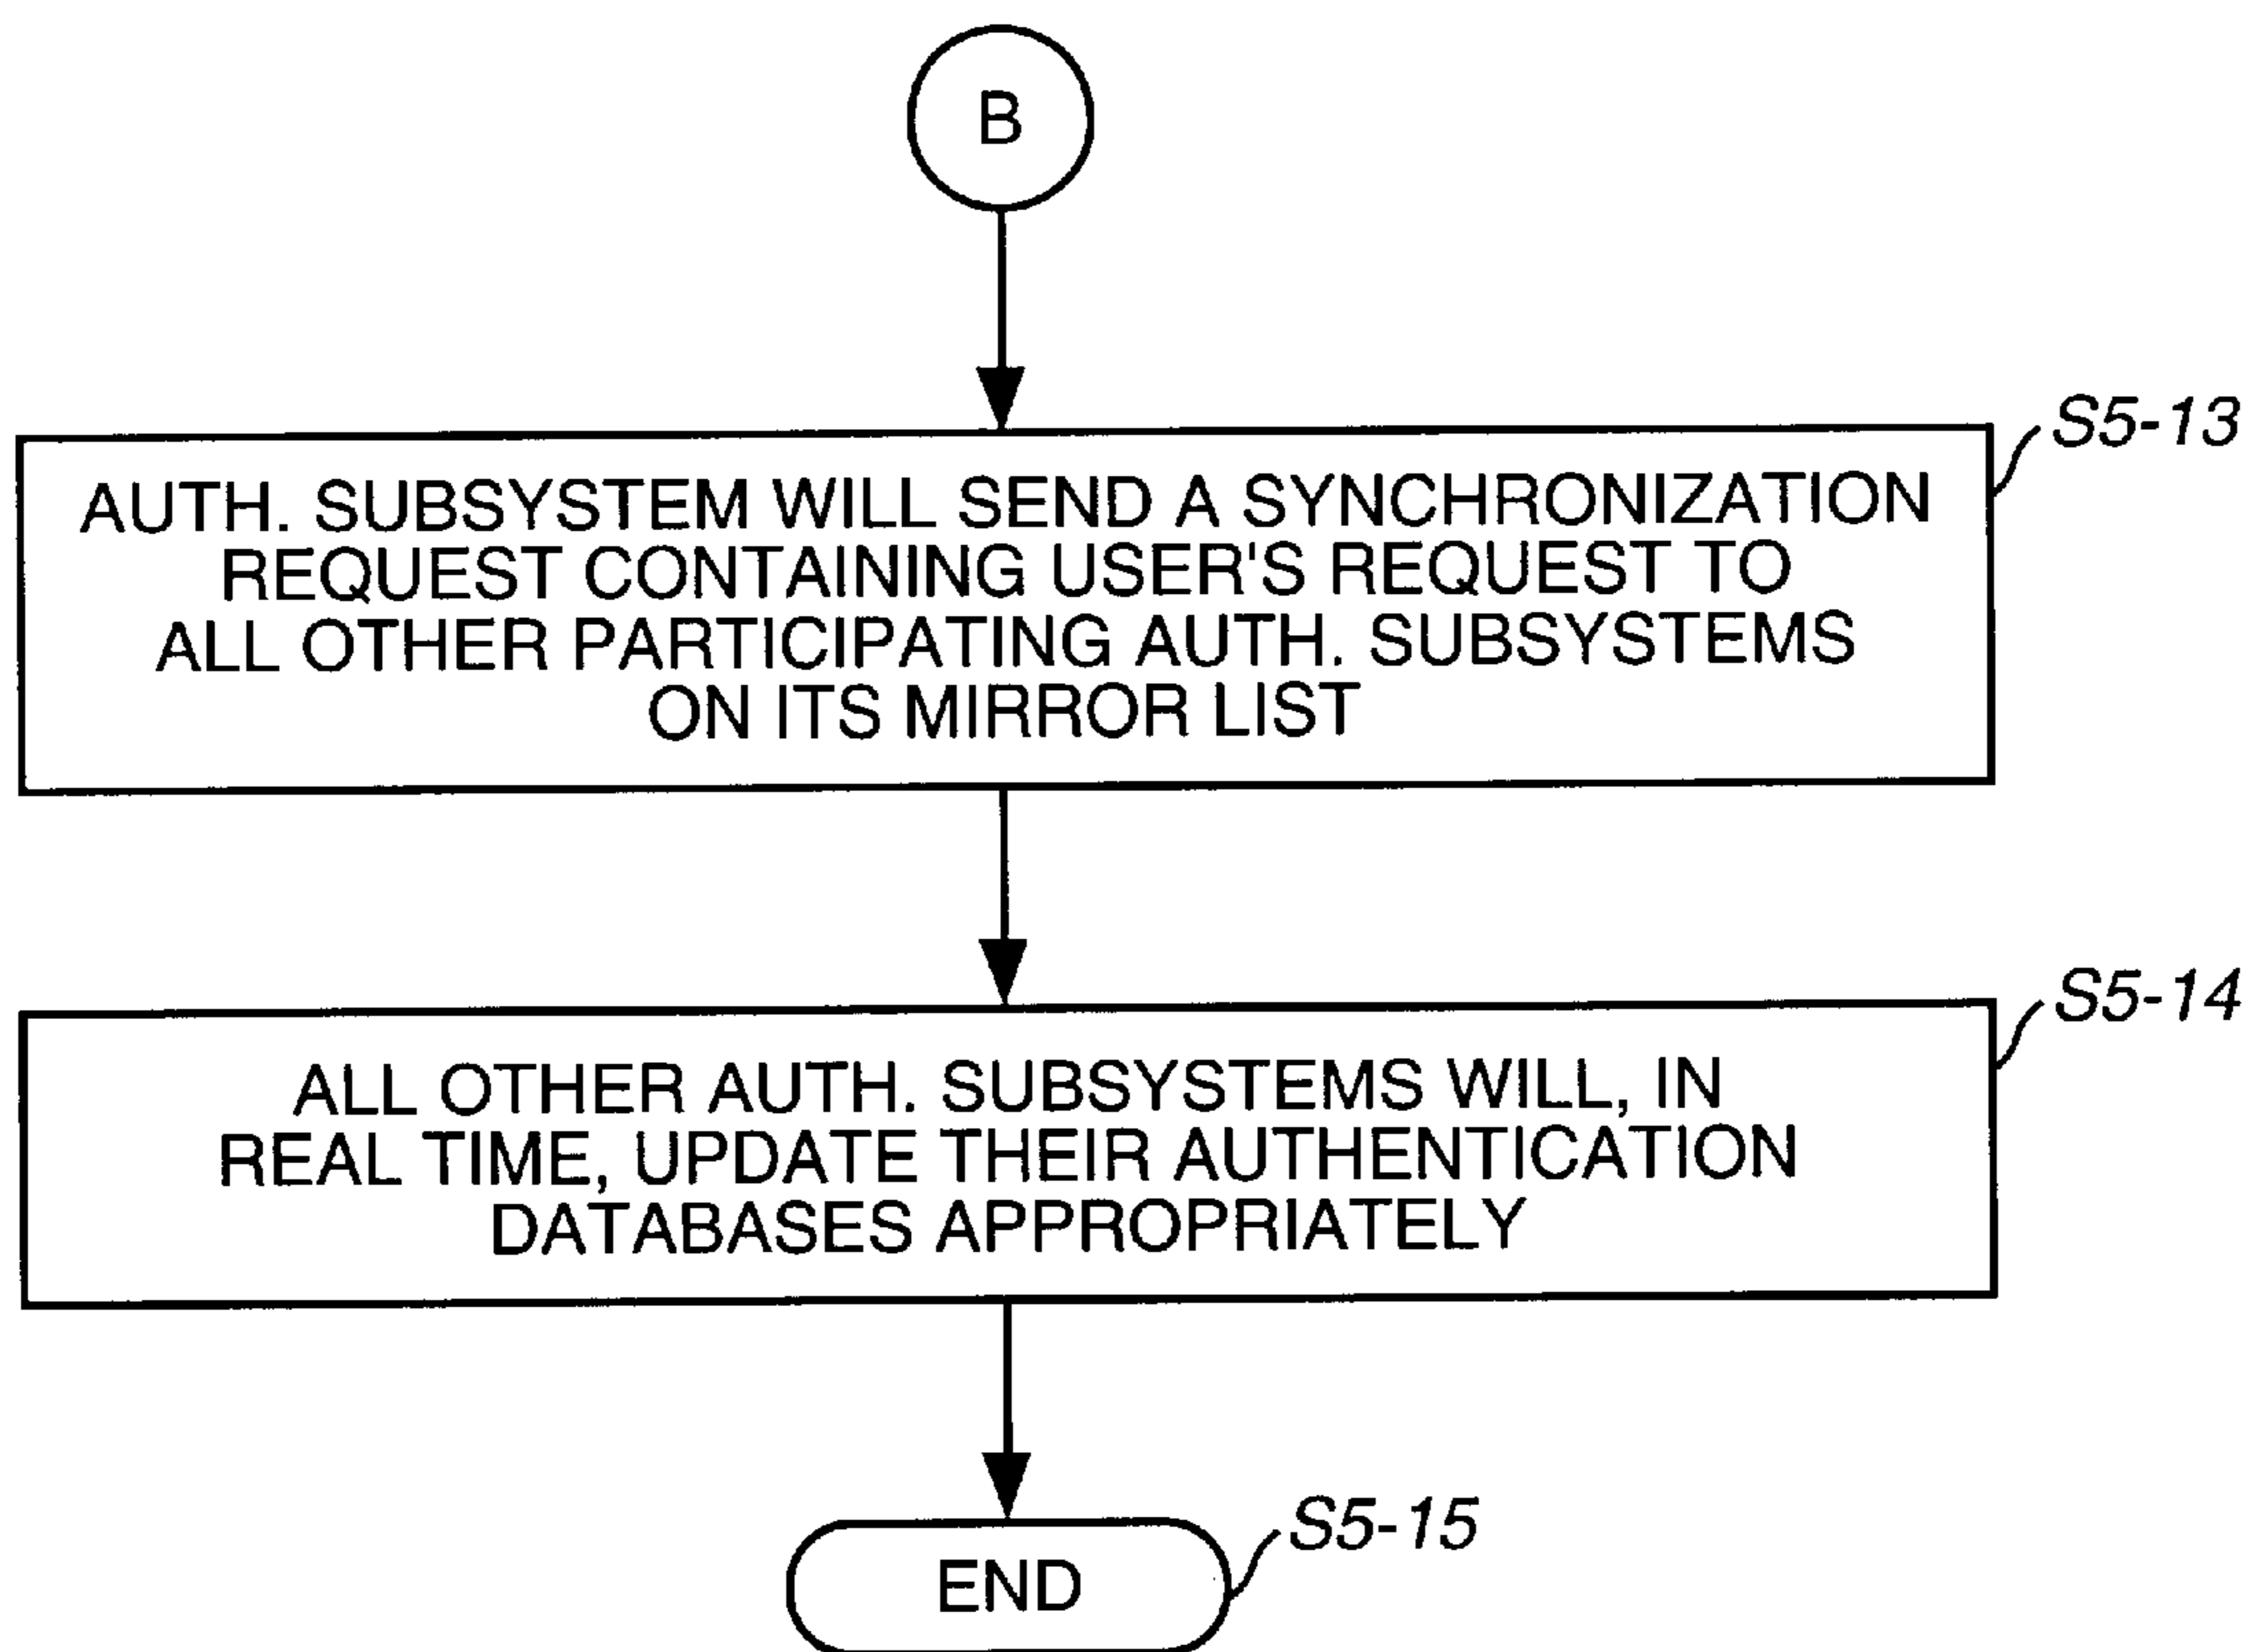 B
S5-13
AUTH. SUBSYSTEM WILL SEND A SYNCHRONIZATION
REQUEST CONTAINING USER'S REQUEST TO
ALL OTHER PARTICIPATING AUTH. SUBSYSTEMS
ON ITS MIRROR LIST
S5-14
ALL OTHER AUTH. SUBSYSTEMS WILL, IN
REAL TIME, UPDATE THEIR AUTHENTICATION
DATABASES APPROPRIATELY
S5-15
END